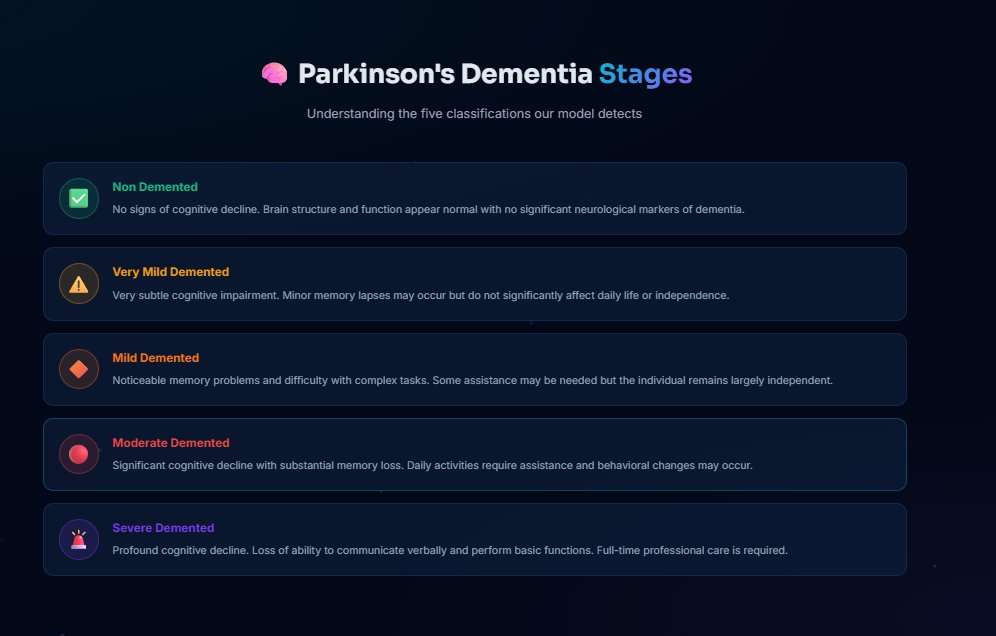 Parkinson's Dementia Stages
Understanding the five classifications our model detects
Non Demented
No signs of cognitive decline. Brain structure and function appear normal with no significant neurological markers of dementia.
Very Mild Demented
Very subtle cognitive impairment. Minor memory lapses may occur but do not significantly affect daily life or independence.
Mild Demented
Noticeable memory problems and difficulty with complex tasks. Some assistance may be needed but the individual remains largely independent.
Moderate Demented
Significant cognitive decline with substantial memory loss. Daily activities require assistance and behavioral changes may occur.
Severe Demented
Profound cognitive decline. Loss of ability to communicate verbally and perform basic functions. Full-time professional care is required.